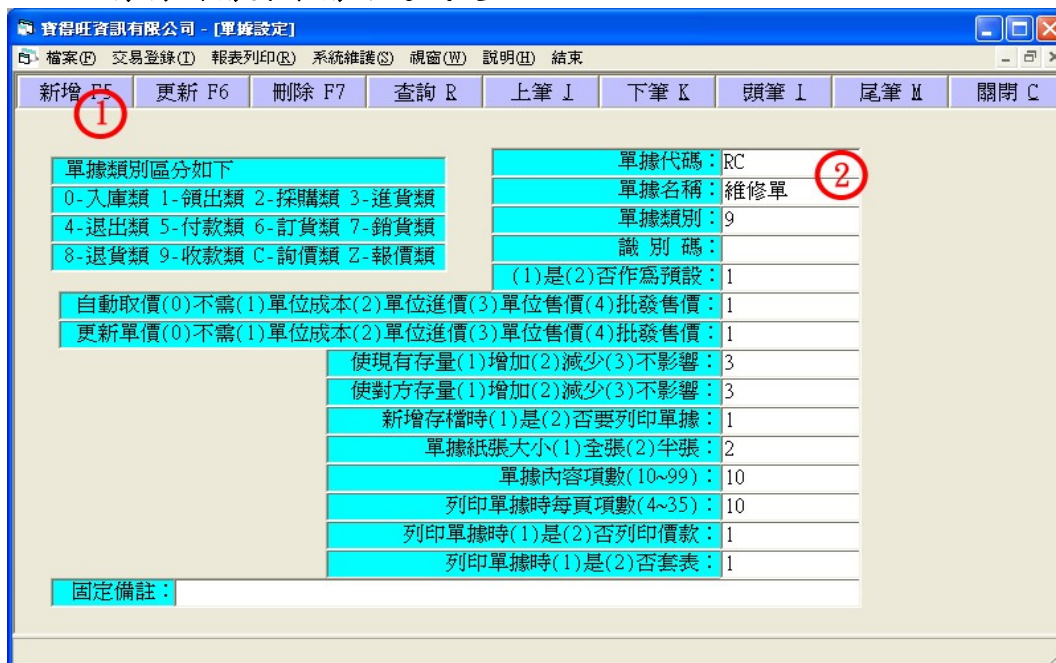 寶得旺資訊有限公司 - [單據設定]
檔案(F) 交易登錄(T) 報表列印(R) 系統維護(S) 視窗(W) 說明(H) 結束
新增 F5 更新 F6 刪除 F7 查詢 R 上筆 J 下筆 K 頭筆 I 尾筆 M 關閉 C
1
2
單據類別區分如下
0-入庫類 1-領出類 2-採購類 3-進貨類
4-退出類 5-付款類 6-訂貨類 7-銷貨類
8-退貨類 9-收款類 C-詢價類 Z-報價類
單據代碼：RC
單據名稱：維修單
單據類別：9
識 別 碼：
(1)是(2)否作為預設：1
自動取價(0)不需(1)單位成本(2)單位進價(3)單位售價(4)批發售價：1
更新單價(0)不需(1)單位成本(2)單位進價(3)單位售價(4)批發售價：1
使現有存量(1)增加(2)減少(3)不影響：3
使對方存量(1)增加(2)減少(3)不影響：3
新增存檔時(1)是(2)否要列印單據：1
單據紙張大小(1)全張(2)半張：2
單據內容項數(10~99)：10
列印單據時每頁項數(4~35)：10
列印單據時(1)是(2)否列印價款：1
列印單據時(1)是(2)否套表：1
固定備註：